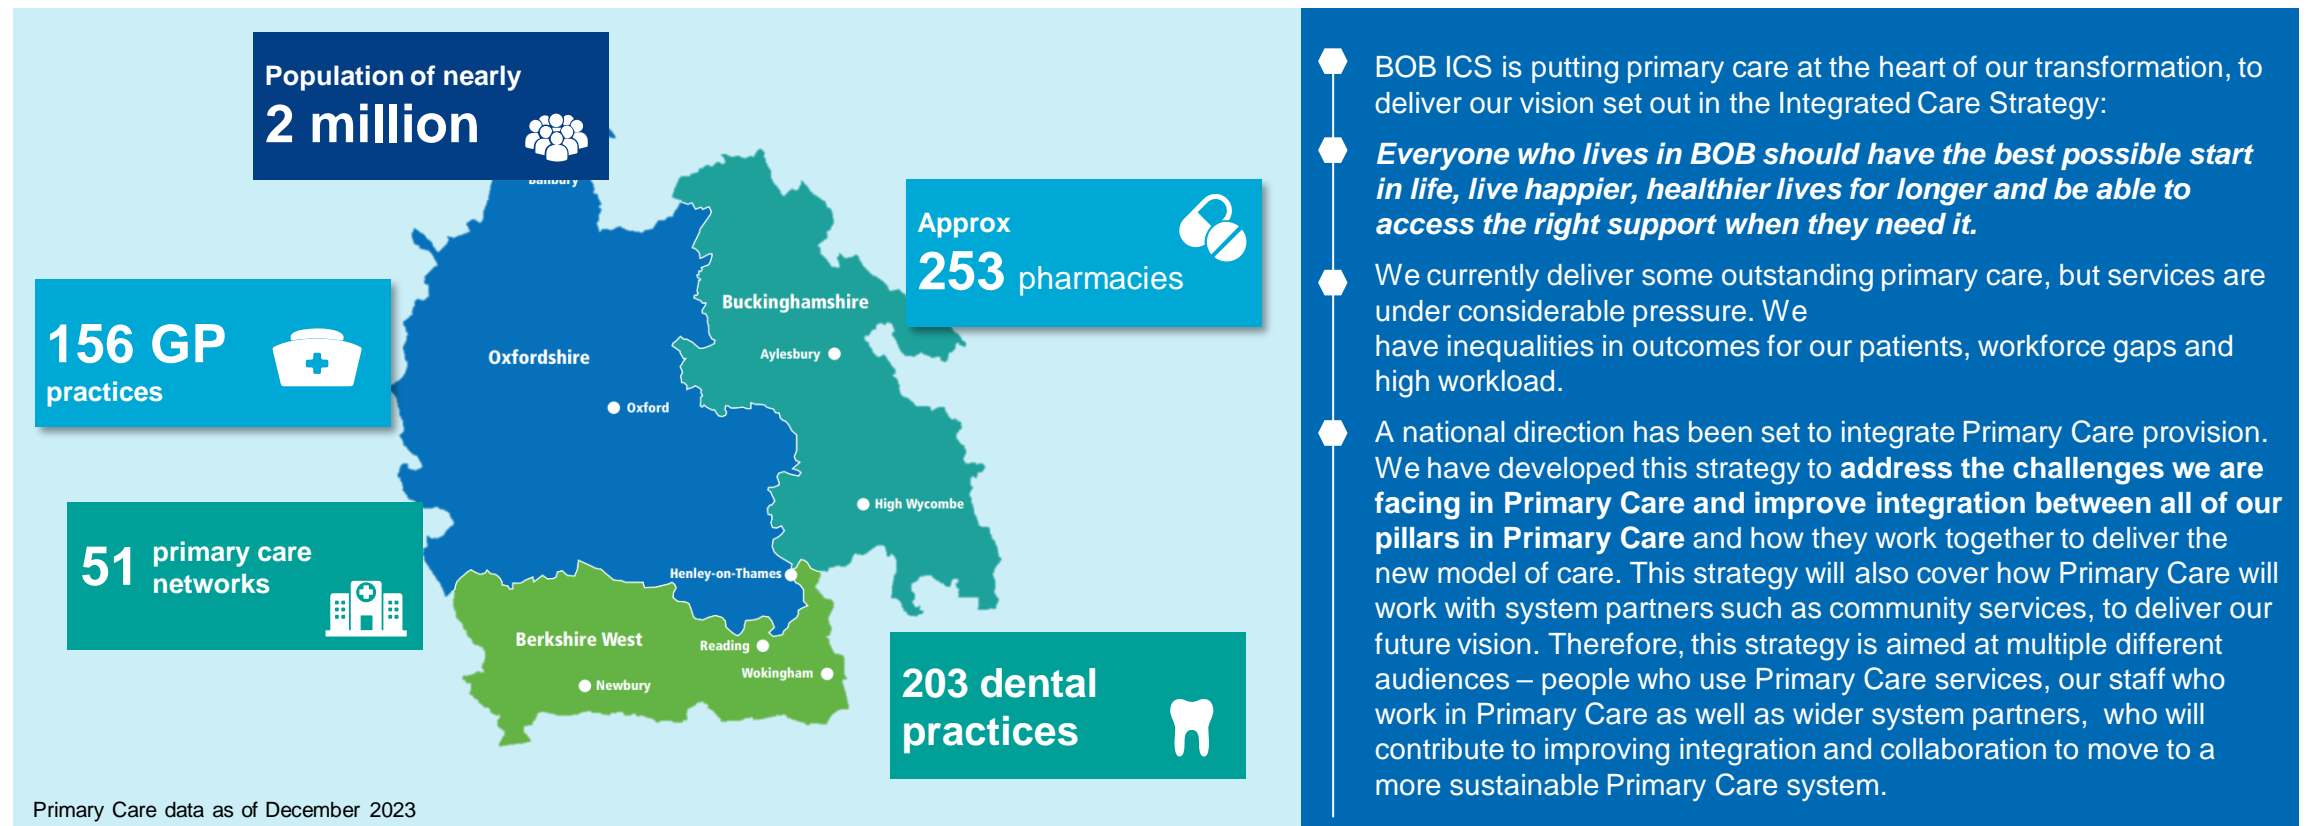 Population of nearly
2 million
Banbury
156 GP
practices
51 primary care
networks
Approx
253 pharmacies
203 dental
practices
Buckinghamshire
Aylesbury
Oxfordshire
Oxford
High Wycombe
Henley-on-Thames
Berkshire West
Reading
Wokingham
Newbury
Primary Care data as of December 2023
BOB ICS is putting primary care at the heart of our transformation, to
deliver our vision set out in the Integrated Care Strategy:
Everyone who lives in BOB should have the best possible start
in life, live happier, healthier lives for longer and be able to
access the right support when they need it.
We currently deliver some outstanding primary care, but services are
under considerable pressure. We
have inequalities in outcomes for our patients, workforce gaps and
high workload.
A national direction has been set to integrate Primary Care provision.
We have developed this strategy to address the challenges we are
facing in Primary Care and improve integration between all of our
pillars in Primary Care and how they work together to deliver the
new model of care. This strategy will also cover how Primary Care will
work with system partners such as community services, to deliver our
future vision. Therefore, this strategy is aimed at multiple different
audiences – people who use Primary Care services, our staff who
work in Primary Care as well as wider system partners, who will
contribute to improving integration and collaboration to move to a
more sustainable Primary Care system.